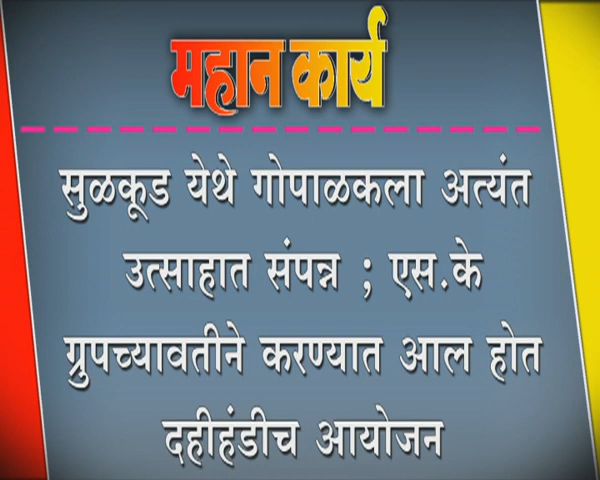 महान कार्य
सुळकूड येथे गोपाळकला अत्यंत
उत्साहात संपन्न ; एस.के
ग्रुपच्यावतीने करण्यात आल होत
दहीहंडीच आयोजन